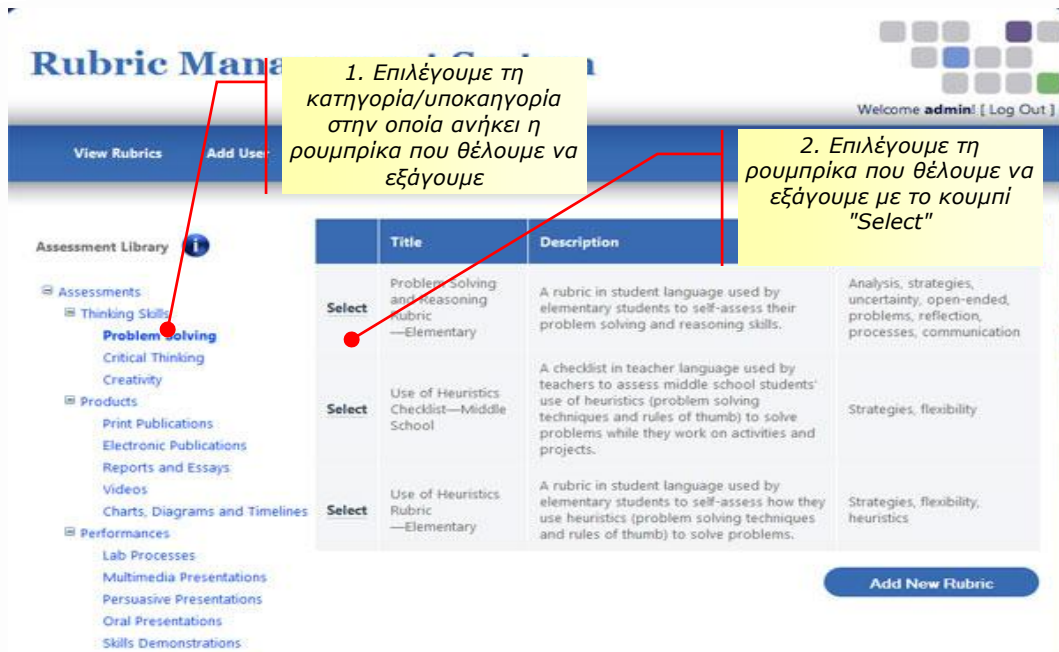 Rubric Mana
1. Επιλέγουμε τη
κατηγορία/υποκαηγορία
στην οποία ανήκει η
ρουμπρίκα που θέλουμε να
εξάγουμε
Welcome admin! [ Log Out ]
View Rubrics Add User
2. Επιλέγουμε τη
ρουμπρίκα που θέλουμε να
εξάγουμε με το κουμπί
"Select"
Assessment Library
Assessments
Thinking Skills
Problem Solving
Critical Thinking
Creativity
Products
Print Publications
Electronic Publications
Reports and Essays
Videos
Charts, Diagrams and Timelines
Performances
Lab Processes
Multimedia Presentations
Persuasive Presentations
Oral Presentations
Skills Demonstrations
Title Description
Select
Problem Solving
and Reasoning
Rubric
—Elementary
A rubric in student language used by
elementary students to self-assess their
problem solving and reasoning skills.
Analysis, strategies,
uncertainty, open-ended,
problems, reflection,
processes, communication
Select
Use of Heuristics
Checklist—Middle
School
A checklist in teacher language used by
teachers to assess middle school students'
use of heuristics (problem solving
techniques and rules of thumb) to solve
problems while they work on activities and
projects.
Strategies, flexibility
Select
Use of Heuristics
Rubric
—Elementary
A rubric in student language used by
elementary students to self-assess how they
use heuristics (problem solving techniques
and rules of thumb) to solve problems.
Strategies, flexibility,
heuristics
Add New Rubric